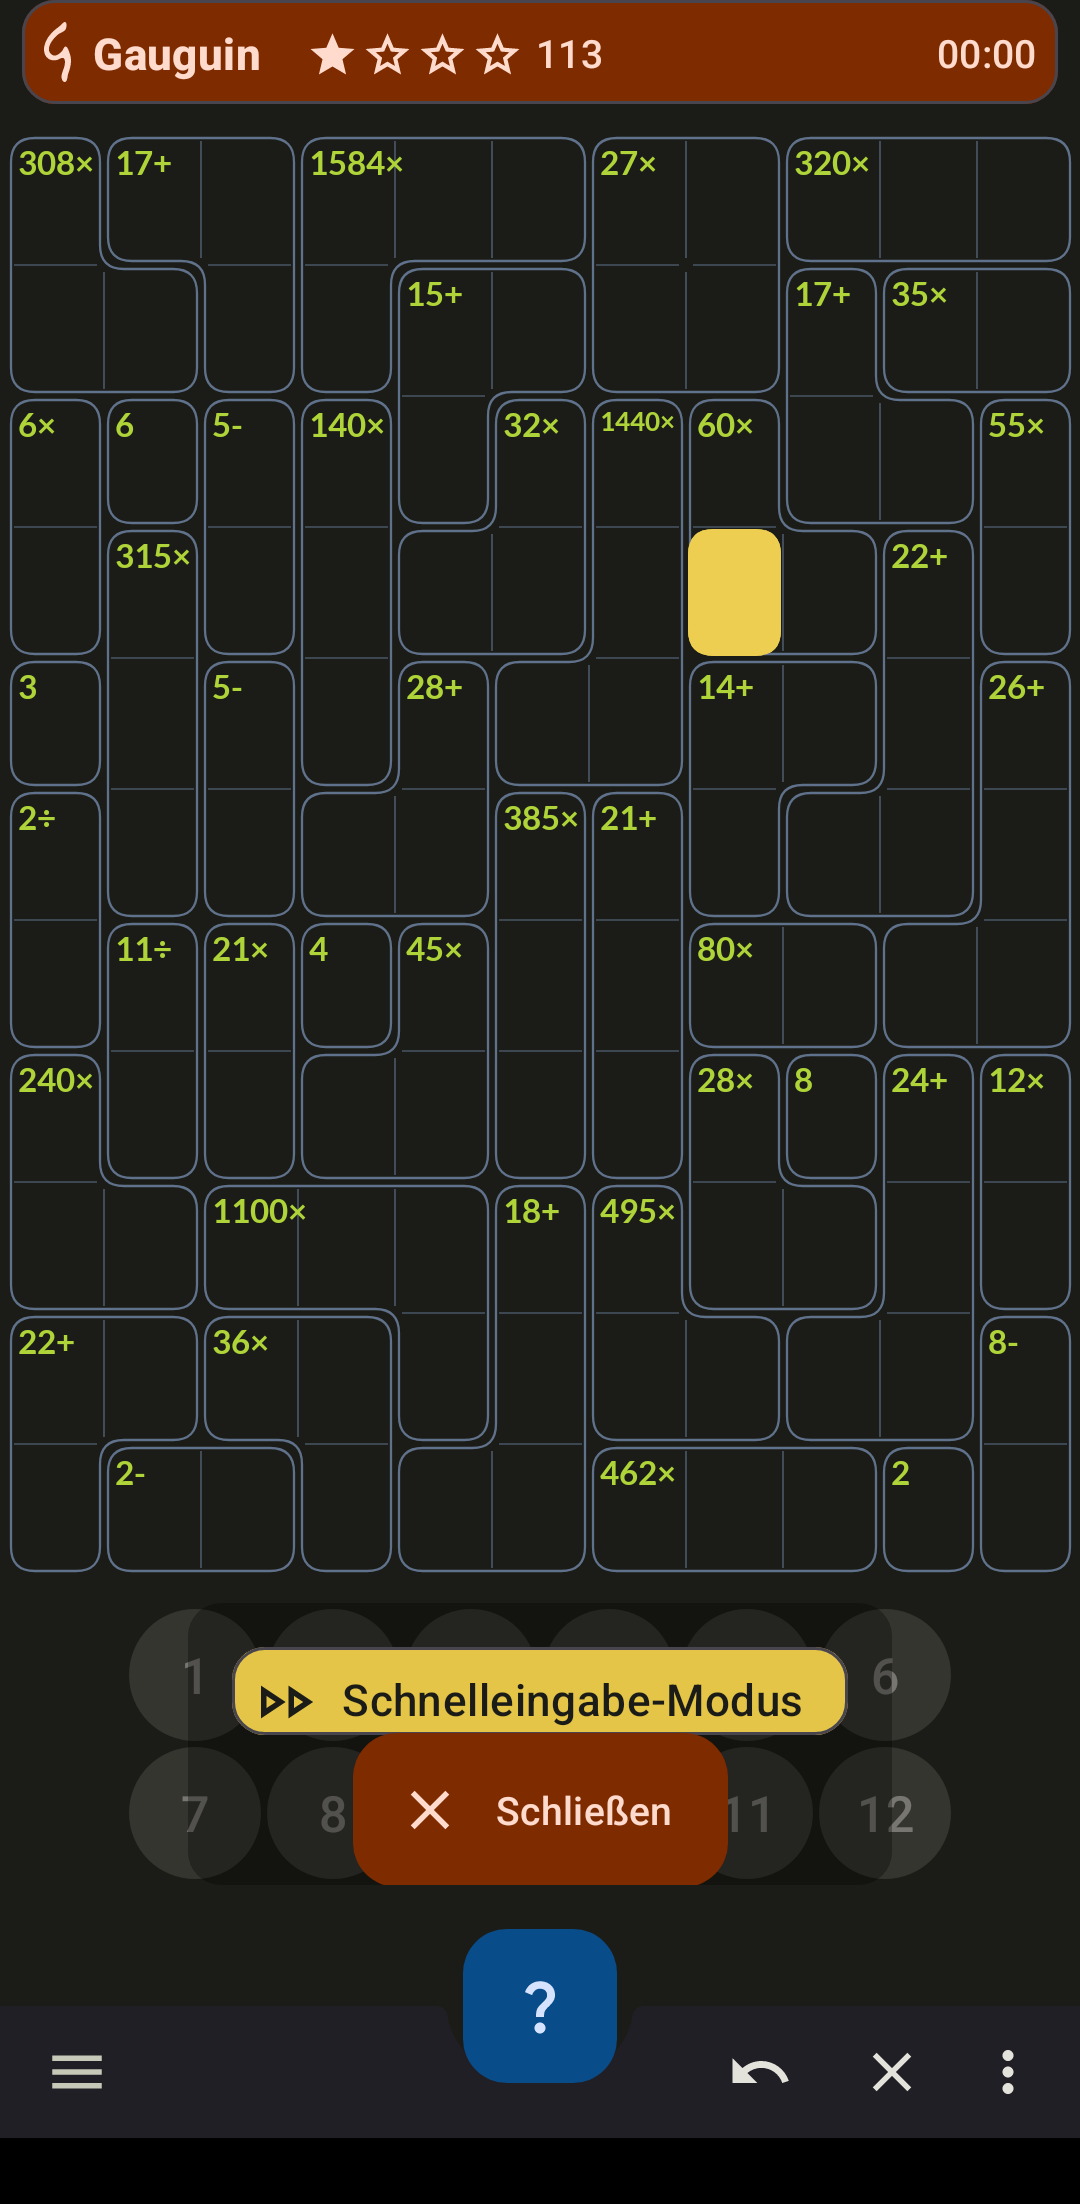 Gauguin 113 00:00
308× 17+ 1584× 27× 320×
15+ 17+ 35×
6× 6 5- 140× 32× 1440× 60× 55×
315× 22+
3 5- 28+ 14+ 26+
2÷ 385× 21+
11÷ 21× 4 45× 80×
240× 28× 8 24+ 12×
1100× 18+ 495×
22+ 36× 8-
2- 462× 2
1 6
Schnelleingabe-Modus
7 8 11 12
Schließen
?